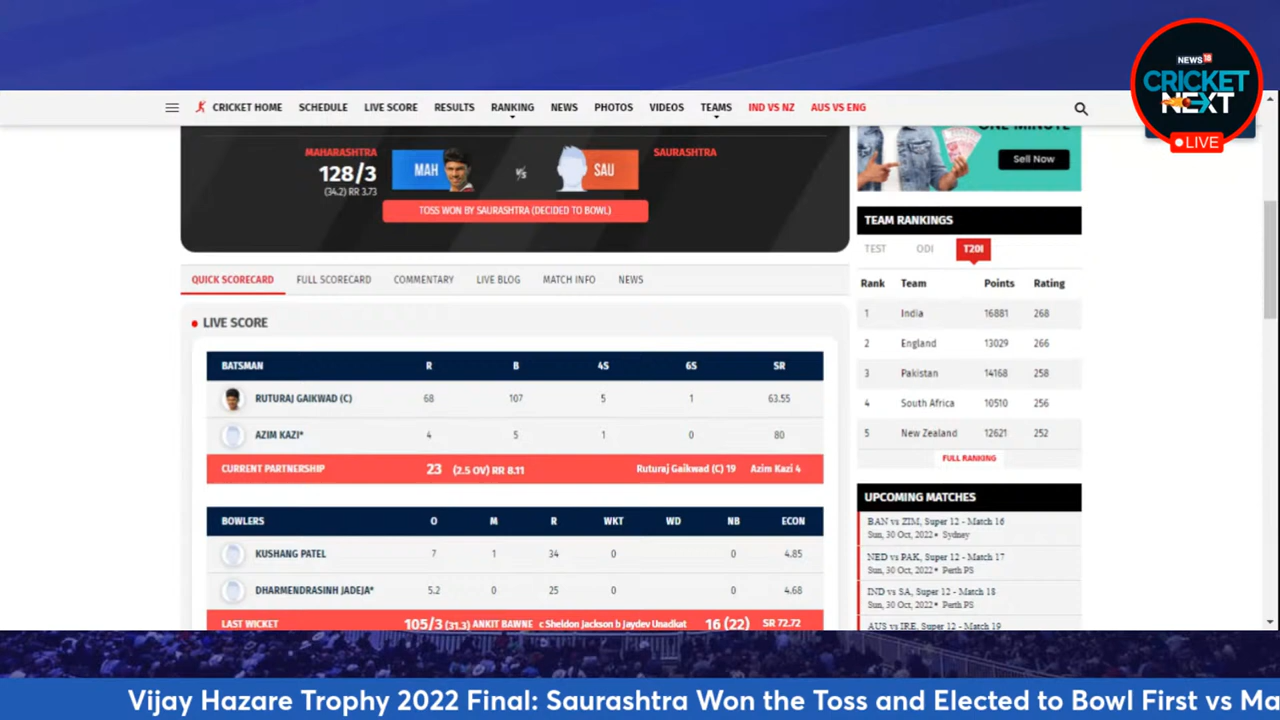 NEWS18
CRICKET
NEXT
LIVE
CRICKET HOME SCHEDULE LIVE SCORE RESULTS RANKING NEWS PHOTOS VIDEOS TEAMS IND VS NZ AUS VS ENG
MAHARASHTRA
128/3
(34.2) RR 3.73
MAH
V/S
SAU
SAURASHTRA
TOSS WON BY SAURASHTRA (DECIDED TO BOWL)
QUICK SCORECARD FULL SCORECARD COMMENTARY LIVE BLOG MATCH INFO NEWS
LIVE SCORE
BATSMAN R B 4S 6S SR
RUTURAJ GAIKWAD (C) 68 107 5 1 63.55
AZIM KAZI* 4 5 1 0 80
CURRENT PARTNERSHIP 23 (2.5 OV) RR 8.11 Ruturaj Gaikwad (C) 19 Azim Kazi 4
BOWLERS O M R WKT WD NB ECON
KUSHANG PATEL 7 1 34 0 0 4.85
DHARMENDRASINH JADEJA* 5.2 0 25 0 0 4.68
LAST WICKET 105/3 (31.3) ANKIT BAWNE c Sheldon Jackson b Jaydev Unadkat 16 (22) SR 72.72
ONE MINUTE
Sell Now
TEAM RANKINGS
TEST ODI T20I
Rank Team Points Rating
1 India 16881 268
2 England 13029 266
3 Pakistan 14168 258
4 South Africa 10510 256
5 New Zealand 12621 252
FULL RANKING
UPCOMING MATCHES
BAN vs ZIM, Super 12 - Match 16
Sun, 30 Oct, 2022• Sydney
NED vs PAK, Super 12 - Match 17
Sun, 30 Oct, 2022• Perth PS
IND vs SA, Super 12 - Match 18
Sun, 30 Oct, 2022• Perth PS
AUS vs IRE, Super 12 - Match 19
Vijay Hazare Trophy 2022 Final: Saurashtra Won the Toss and Elected to Bowl First vs Ma